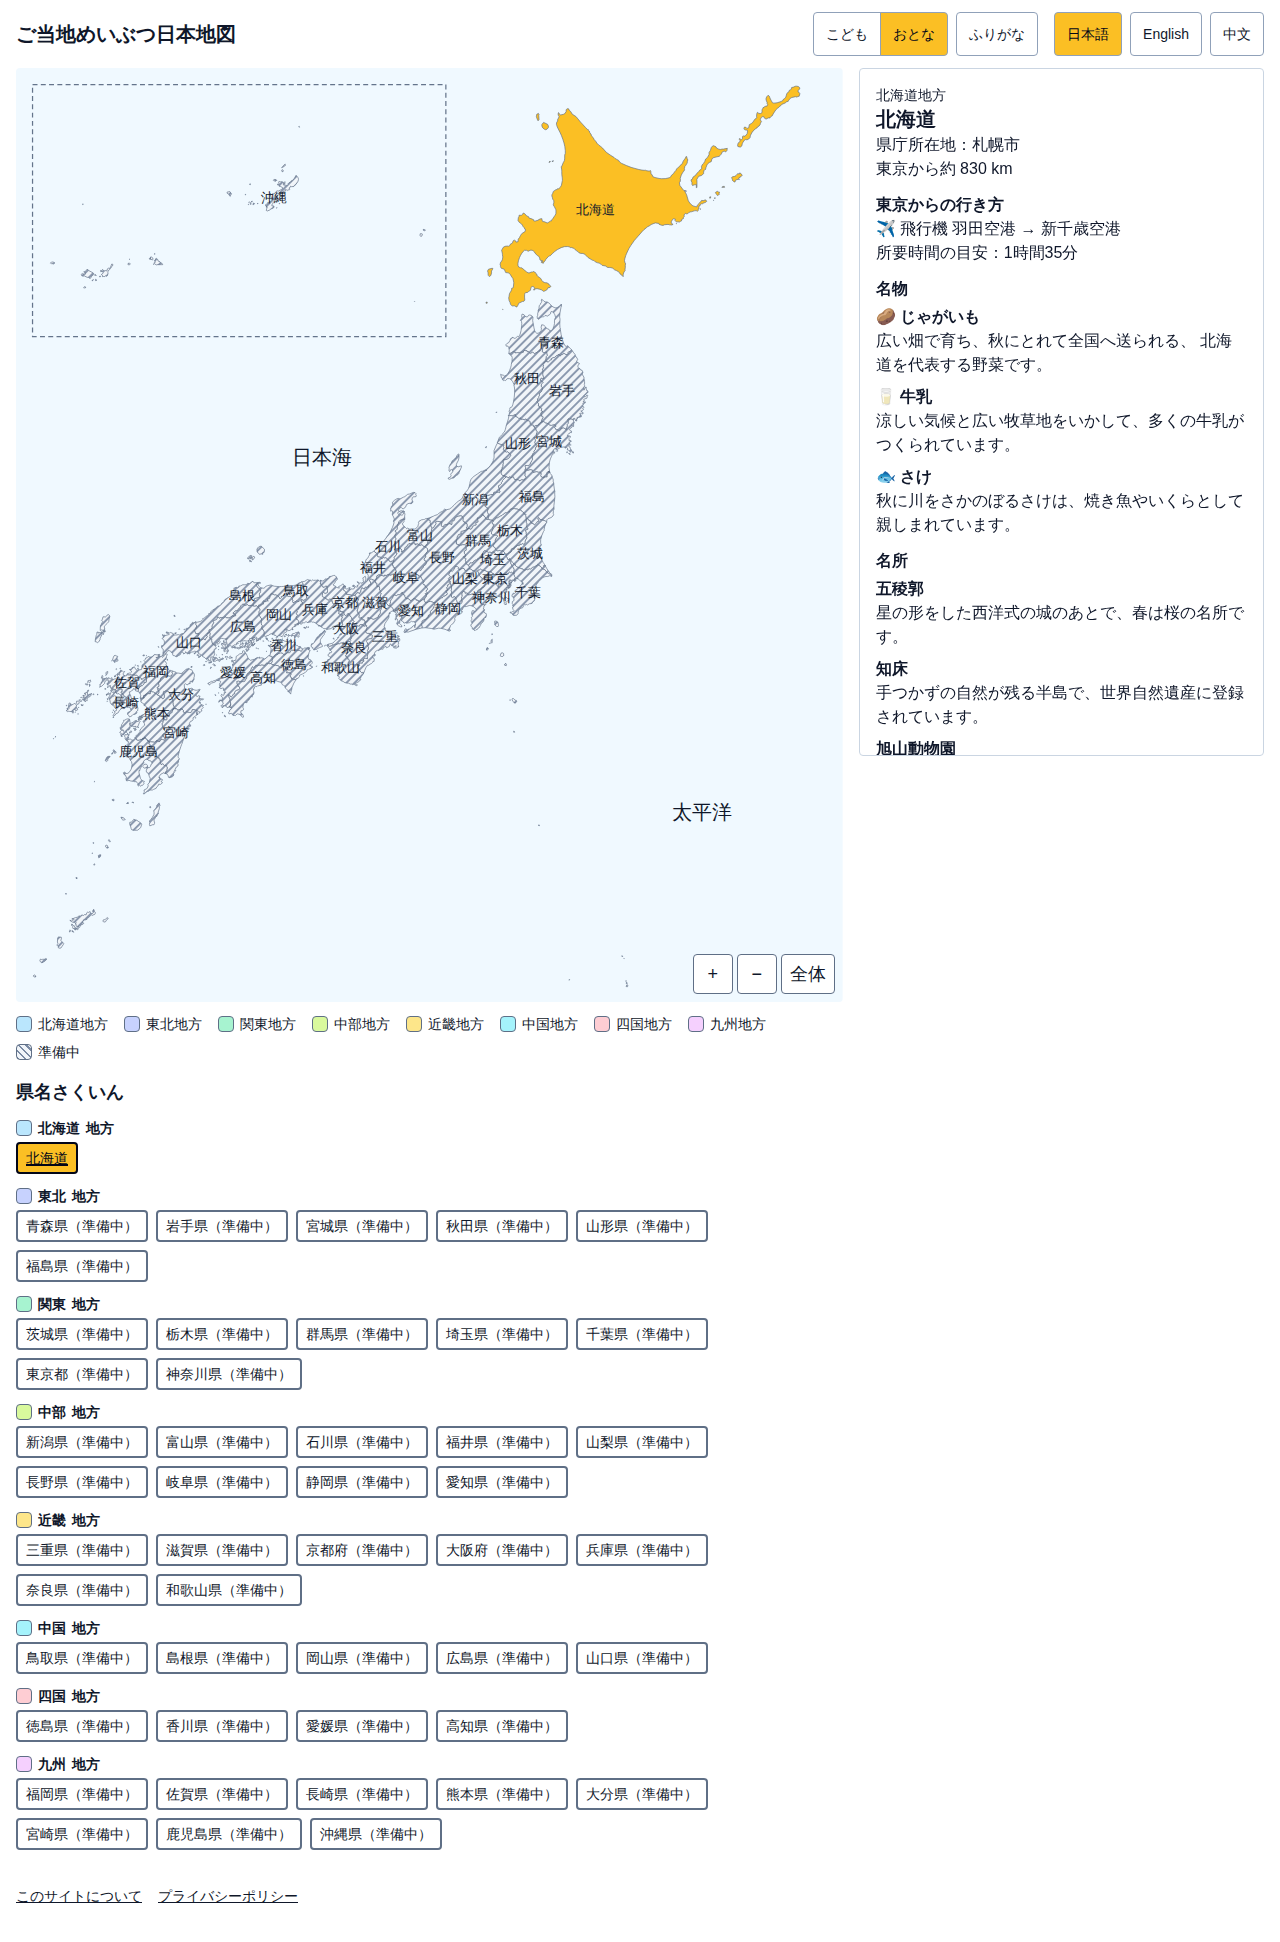 ご当地めいぶつ日本地図
こども おとな ふりがな 日本語 English 中文
北海道地方
北海道
県庁所在地：札幌市
東京から約 830 km
東京からの行き方
✈️ 飛行機 羽田空港 → 新千歳空港
所要時間の目安：1時間35分
名物
🥔 じゃがいも
広い畑で育ち、秋にとれて全国へ送られる、 北海
道を代表する野菜です。
🥛 牛乳
涼しい気候と広い牧草地をいかして、多くの牛乳が
つくられています。
🐟 さけ
秋に川をさかのぼるさけは、焼き魚やいくらとして
親しまれています。
名所
五稜郭
星の形をした西洋式の城のあとで、春は桜の名所で
す。
知床
手つかずの自然が残る半島で、世界自然遺産に登録
されています。
旭山動物園
沖縄
北海道
青森
秋田
岩手
山形 宮城
日本海
新潟 福島
栃木
富山 群馬
石川 茨城
長野 埼玉
福井
岐阜 山梨 東京
鳥取 千葉
島根 神奈川
京都 滋賀
兵庫 愛知 静岡
岡山
広島 大阪
三重
山口 香川 奈良
徳島 和歌山
福岡 愛媛 高知
佐賀
大分
長崎
熊本
宮崎
鹿児島
太平洋
+ − 全体
北海道地方 東北地方 関東地方 中部地方 近畿地方 中国地方 四国地方 九州地方
準備中
県名さくいん
北海道 地方
北海道
東北 地方
青森県（準備中） 岩手県（準備中） 宮城県（準備中） 秋田県（準備中） 山形県（準備中）
福島県（準備中）
関東 地方
茨城県（準備中） 栃木県（準備中） 群馬県（準備中） 埼玉県（準備中） 千葉県（準備中）
東京都（準備中） 神奈川県（準備中）
中部 地方
新潟県（準備中） 富山県（準備中） 石川県（準備中） 福井県（準備中） 山梨県（準備中）
長野県（準備中） 岐阜県（準備中） 静岡県（準備中） 愛知県（準備中）
近畿 地方
三重県（準備中） 滋賀県（準備中） 京都府（準備中） 大阪府（準備中） 兵庫県（準備中）
奈良県（準備中） 和歌山県（準備中）
中国 地方
鳥取県（準備中） 島根県（準備中） 岡山県（準備中） 広島県（準備中） 山口県（準備中）
四国 地方
徳島県（準備中） 香川県（準備中） 愛媛県（準備中） 高知県（準備中）
九州 地方
福岡県（準備中） 佐賀県（準備中） 長崎県（準備中） 熊本県（準備中） 大分県（準備中）
宮崎県（準備中） 鹿児島県（準備中） 沖縄県（準備中）
このサイトについて プライバシーポリシー